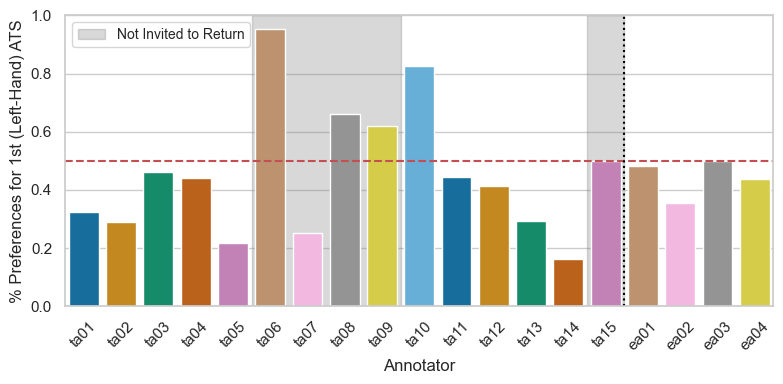 % Preferences for 1st (Left-Hand) ATS
1.0
0.8
0.6
0.4
0.2
0.0
Not Invited to Return
ta01 ta02 ta03 ta04 ta05 ta06 ta07 ta08 ta09 ta10 ta11 ta12 ta13 ta14 ta15 ea01 ea02 ea03 ea04
Annotator